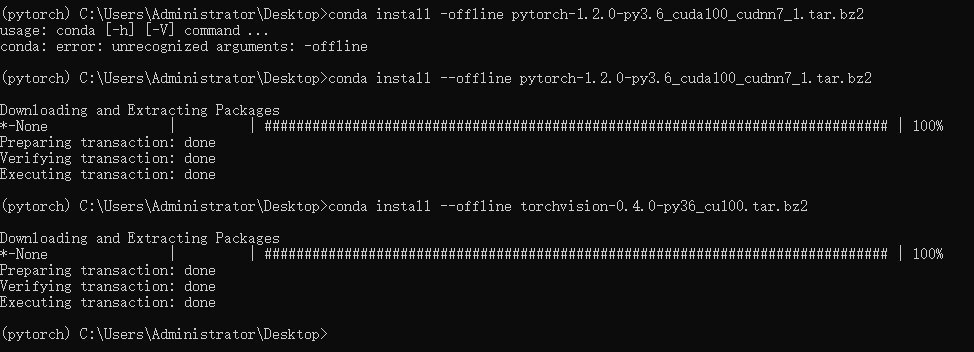 (pytorch) C:\Users\Administrator\Desktop>conda install -offline pytorch-1.2.0-py3.6_cuda100_cudnn7_1.tar.bz2
usage: conda [-h] [-V] command ...
conda: error: unrecognized arguments: -offline
(pytorch) C:\Users\Administrator\Desktop>conda install --offline pytorch-1.2.0-py3.6_cuda100_cudnn7_1.tar.bz2
Downloading and Extracting Packages
*-None | | ############################################################################### | 100%
Preparing transaction: done
Verifying transaction: done
Executing transaction: done
(pytorch) C:\Users\Administrator\Desktop>conda install --offline torchvision-0.4.0-py36_cu100.tar.bz2
Downloading and Extracting Packages
*-None | | ############################################################################### | 100%
Preparing transaction: done
Verifying transaction: done
Executing transaction: done
(pytorch) C:\Users\Administrator\Desktop>